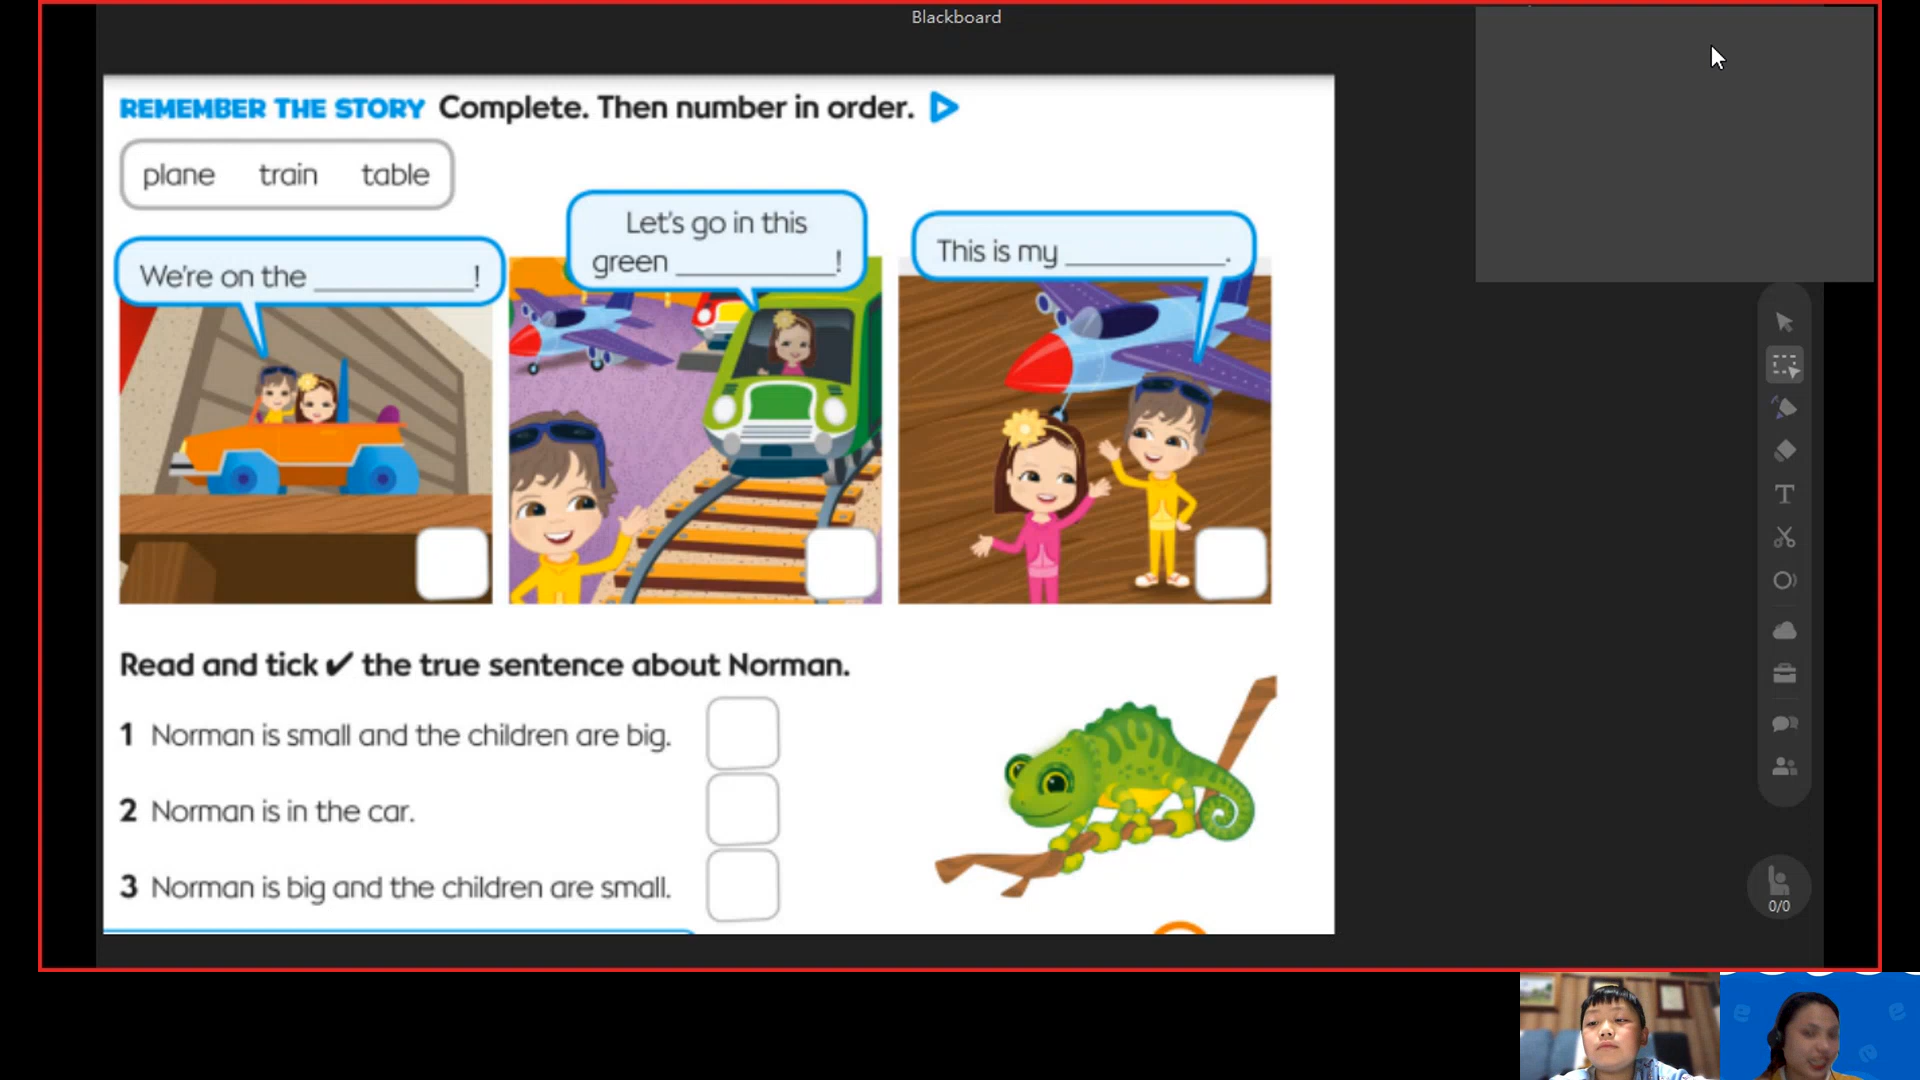 Blackboard
REMEMBER THE STORY Complete. Then number in order.
plane train table
We're on the __________!
Let's go in this
green __________!
This is my __________.
Read and tick ✔ the true sentence about Norman.
1 Norman is small and the children are big.
2 Norman is in the car.
3 Norman is big and the children are small.
T
0/0